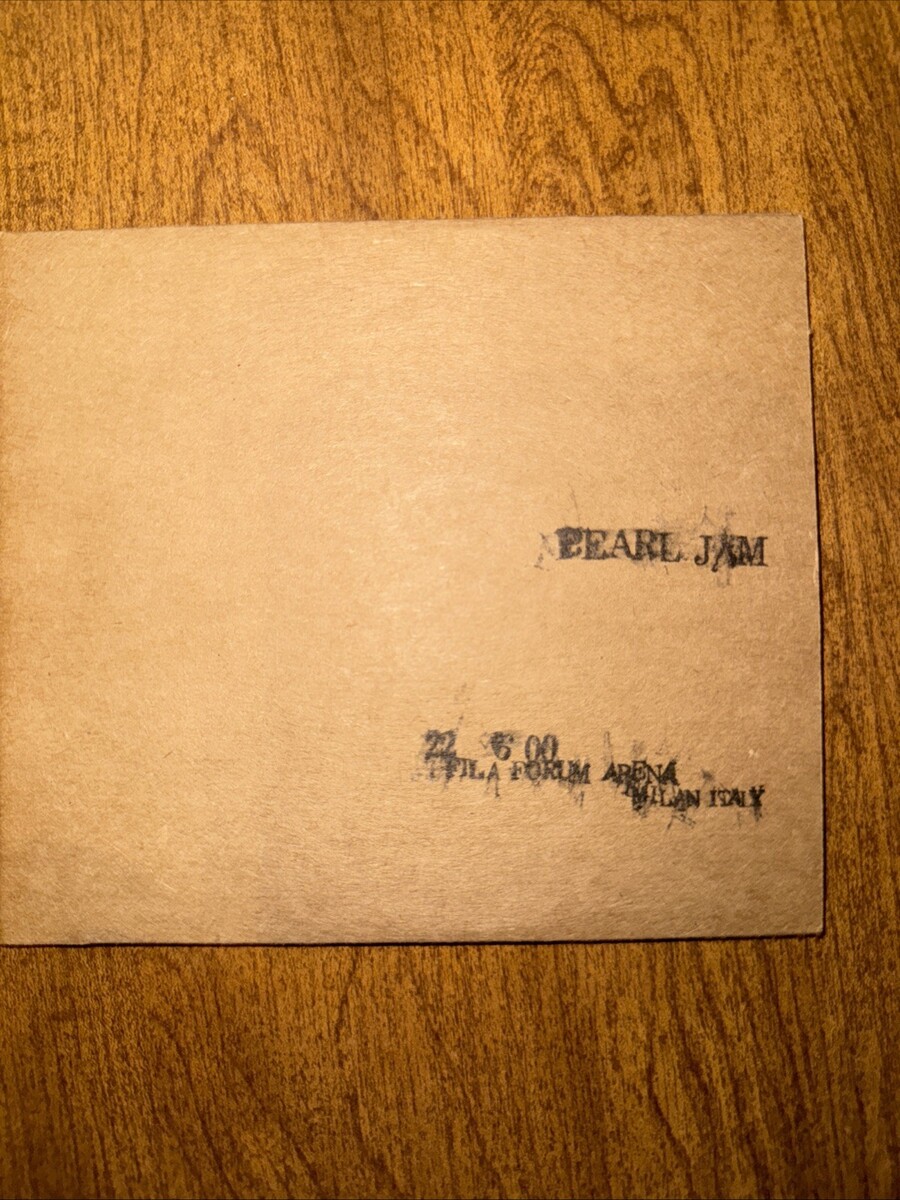 PEARL JAM
22 6 00
FILA FORUM ARENA
MILAN ITALY